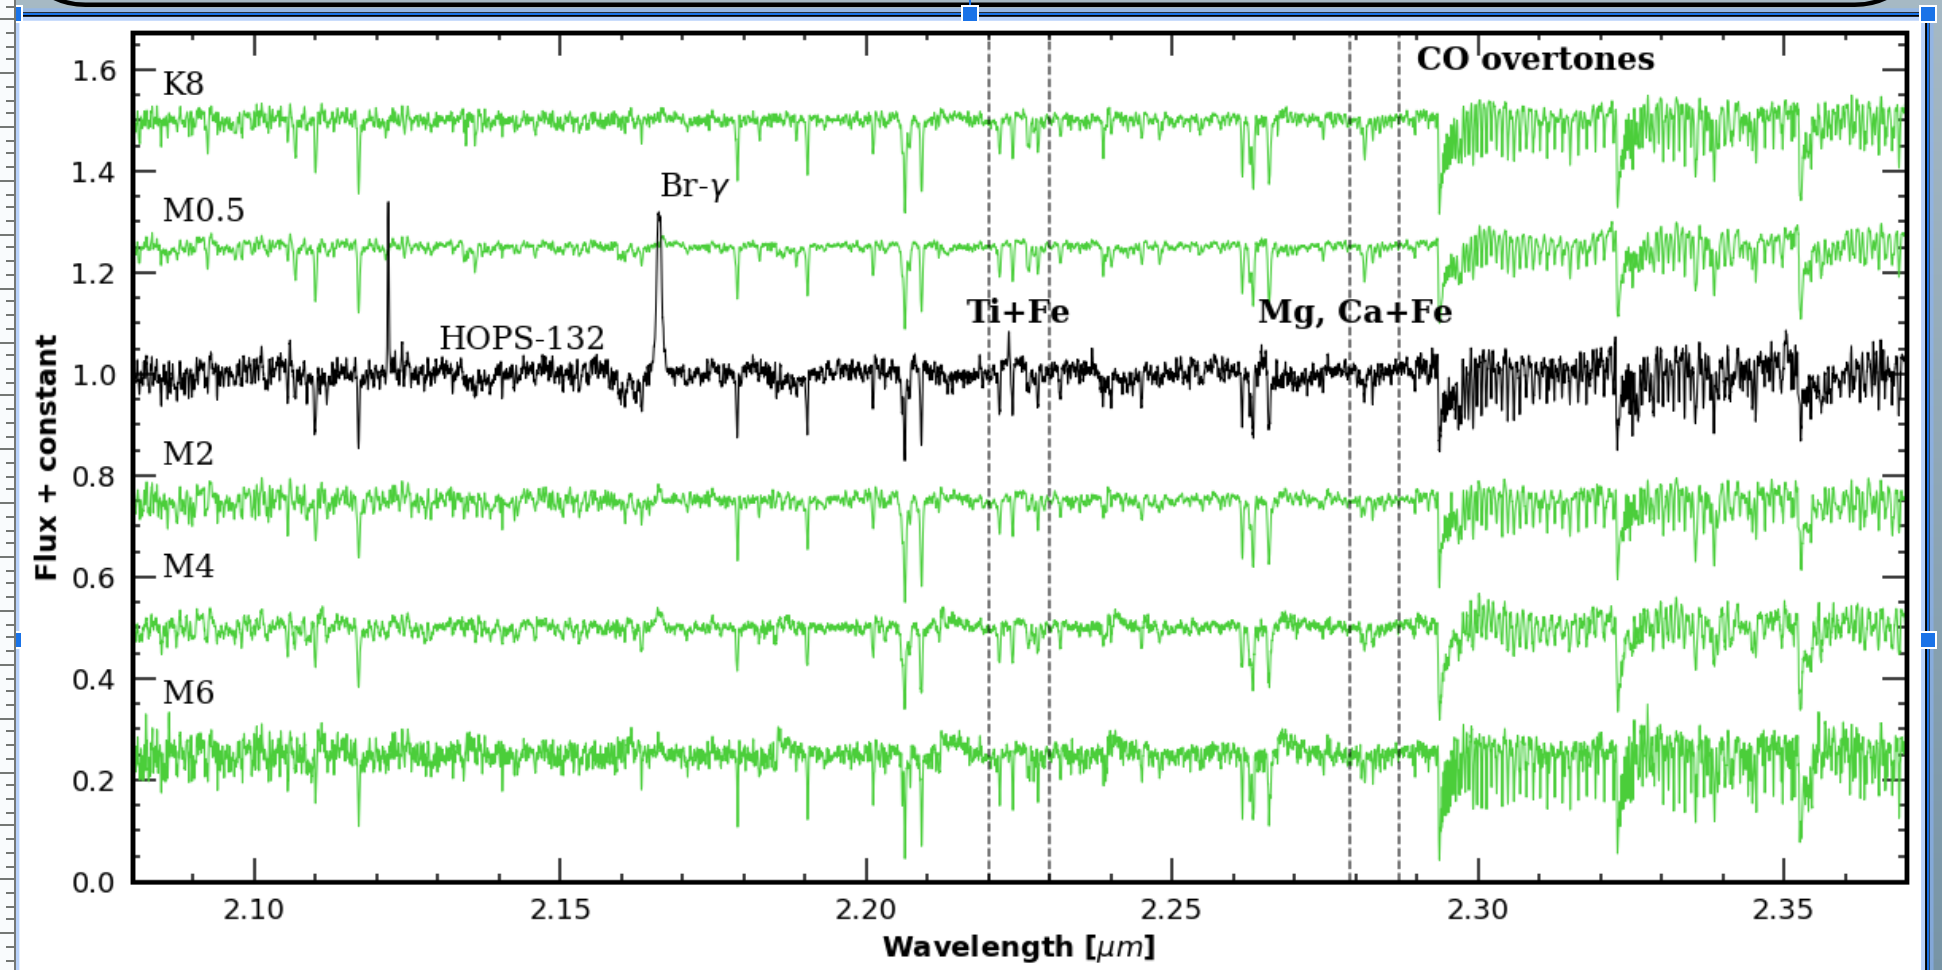 CO overtones
1.6
K8
1.4
Br-γ
M0.5
1.2
Ti+Fe
Mg, Ca+Fe
HOPS-132
1.0
M2
0.8
M4
0.6
M6
0.4
0.2
0.0
Flux + constant
2.10 2.15 2.20 2.25 2.30 2.35
Wavelength [μm]